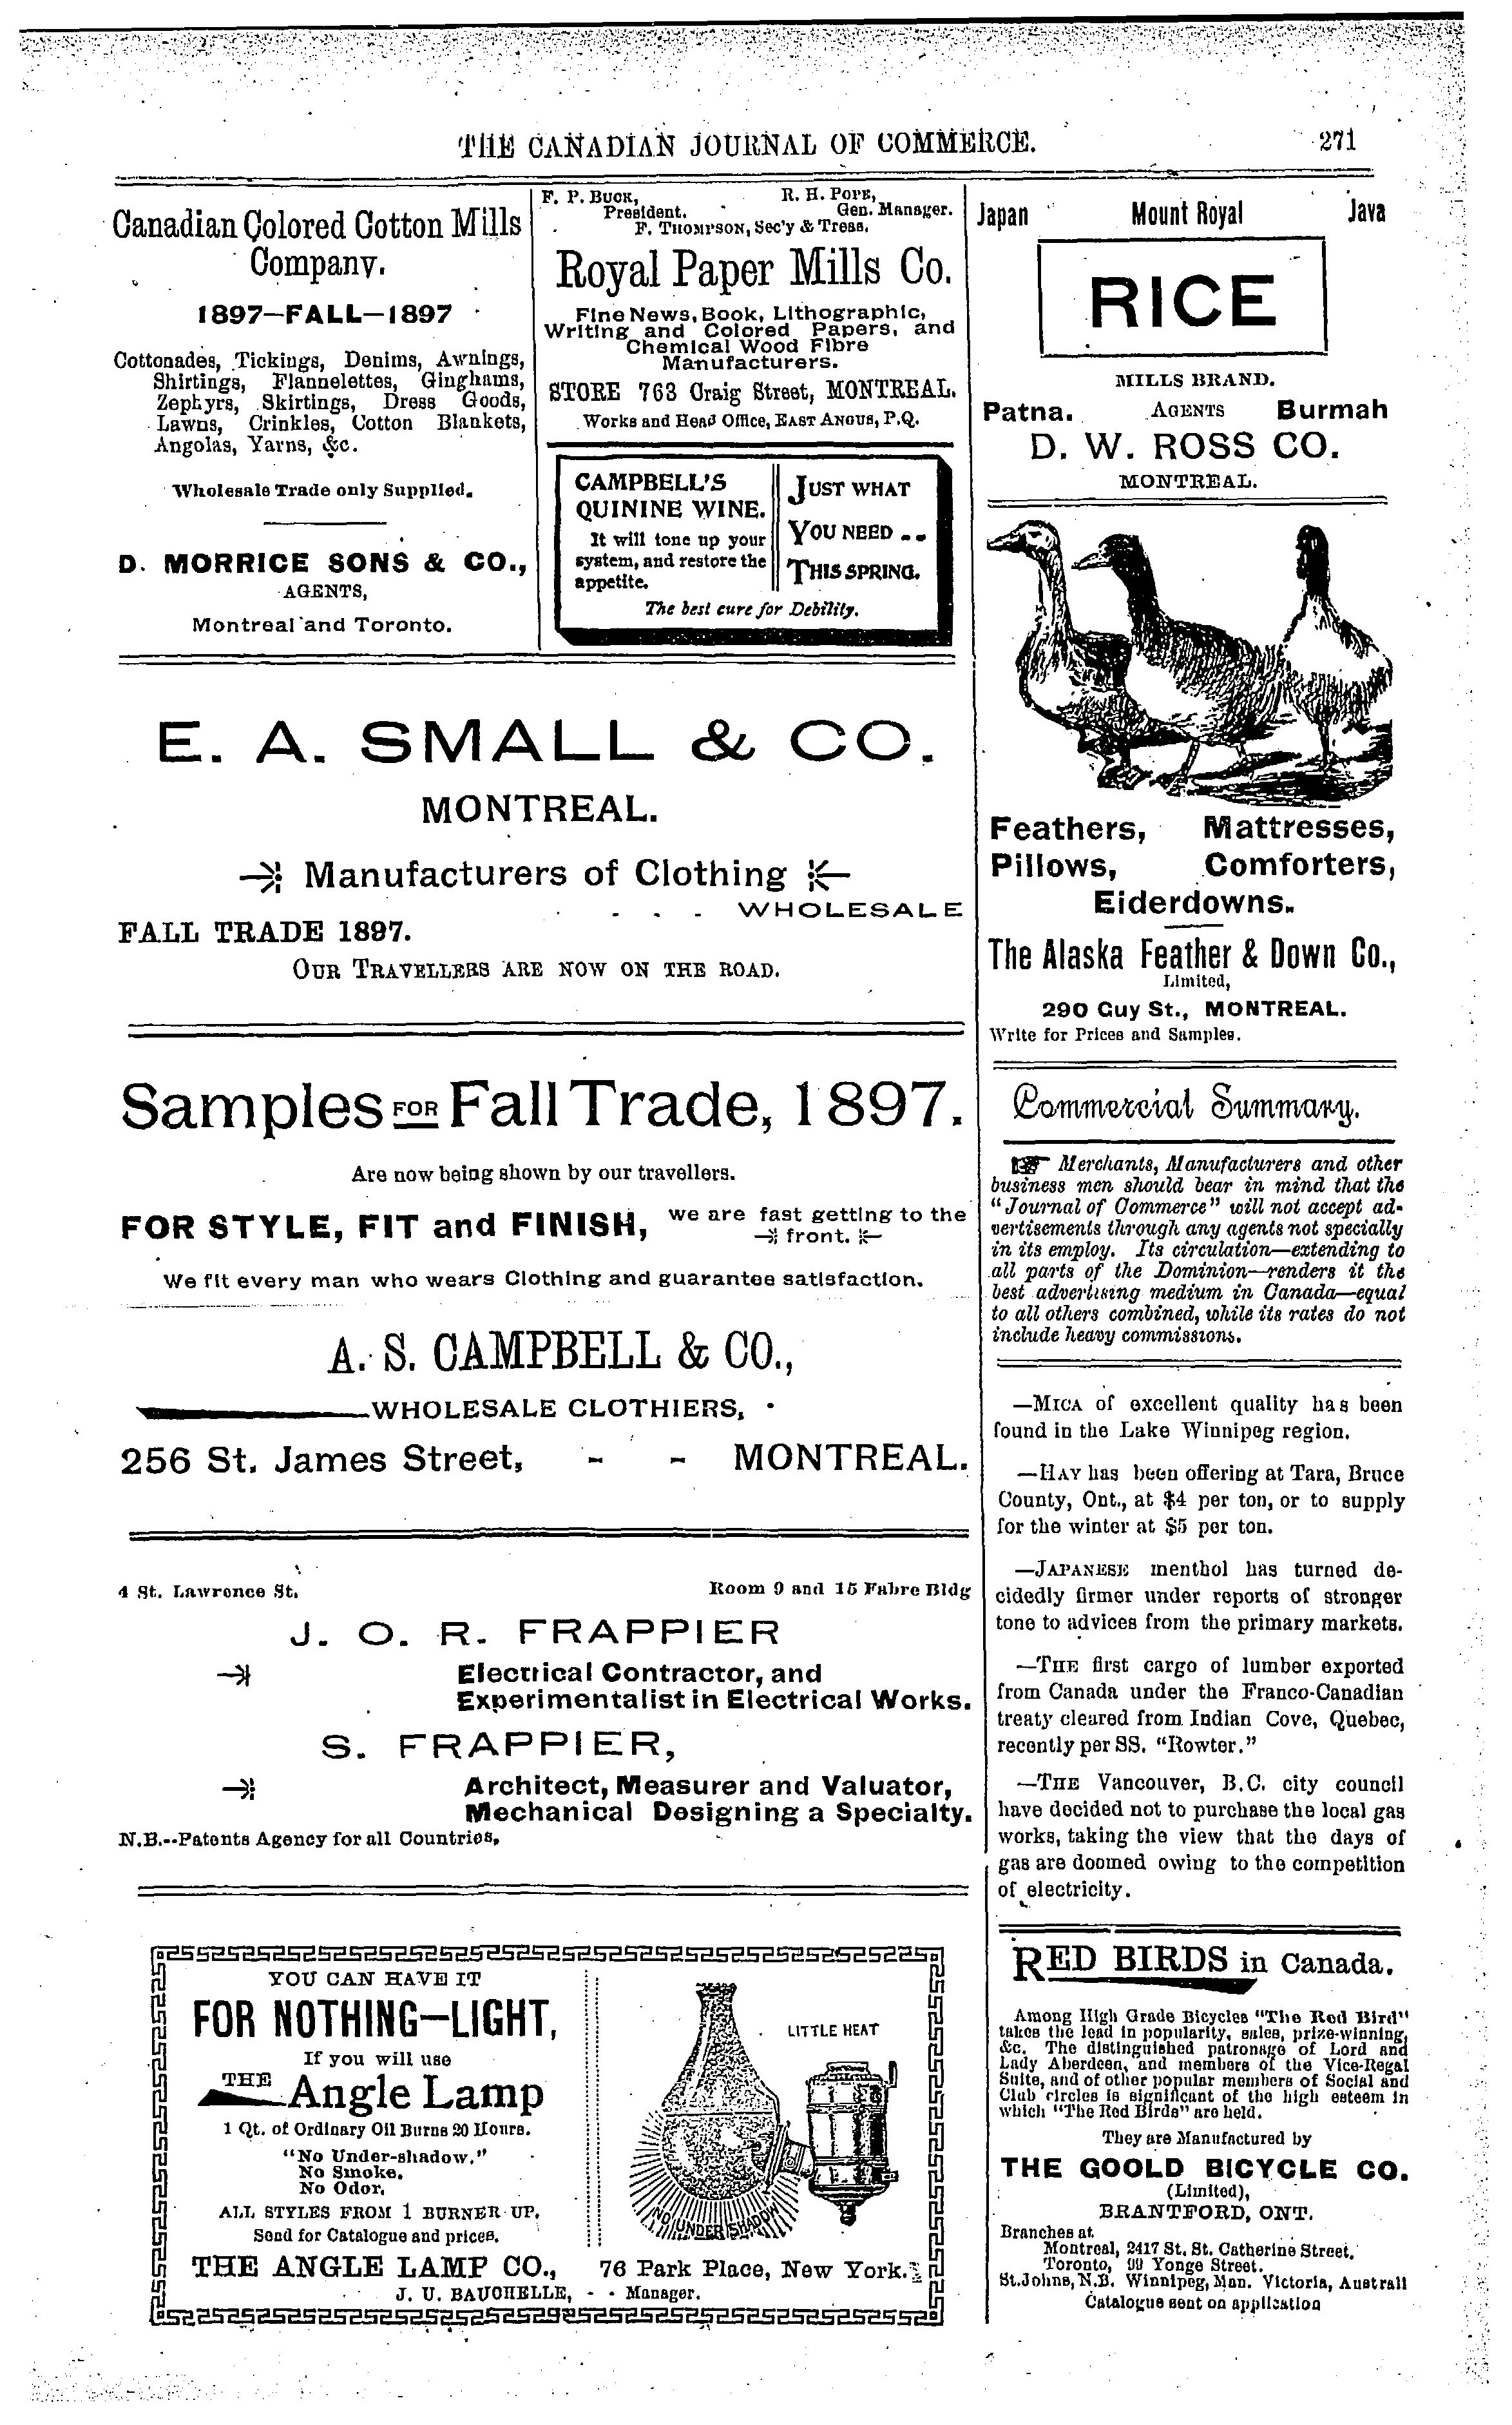 THE CANADIAN JOURNAL OF COMMERCE. 271
Canadian Colored Cotton Mills
Company.
1897—FALL—1897
Cottonades, Tickings, Denims, Awnings,
Shirtings, Flannelettes, Ginghams,
Zephyrs, Skirtings, Dress Goods,
Lawns, Crinkles, Cotton Blankets,
Angolas, Yarns, &c.
Wholesale Trade only Supplied.
D. MORRICE SONS & CO.,
AGENTS,
Montreal and Toronto.
F. P. BUCK, R. H. POPE,
President. Gen. Manager.
F. THOMPSON, Sec'y & Treas.
Royal Paper Mills Co.
Fine News, Book, Lithographic,
Writing and Colored Papers, and
Chemical Wood Fibre
Manufacturers.
STORE 763 Craig Street, MONTREAL.
Works and Head Office, EAST ANGUS, P.Q.
CAMPBELL'S
QUININE WINE.
It will tone up your
system, and restore the
appetite.
JUST WHAT
YOU NEED - -
THIS SPRING.
The best cure for Debility.
E. A. SMALL & CO.
MONTREAL.
Manufacturers of Clothing
- - - WHOLESALE
FALL TRADE 1897.
OUR TRAVELLERS ARE NOW ON THE ROAD.
Samples FOR Fall Trade, 1897.
Are now being shown by our travellers.
FOR STYLE, FIT and FINISH, we are fast getting to the
front.
We fit every man who wears Clothing and guarantee satisfaction.
A. S. CAMPBELL & CO.,
WHOLESALE CLOTHIERS,
256 St. James Street, - - MONTREAL.
4 St. Lawrence St. Room 9 and 15 Fabre Bldg
J. O. R. FRAPPIER
Electrical Contractor, and
Experimentalist in Electrical Works.
S. FRAPPIER,
Architect, Measurer and Valuator,
Mechanical Designing a Specialty.
N.B.--Patents Agency for all Countries.
YOU CAN HAVE IT
FOR NOTHING—LIGHT,
If you will use
THE Angle Lamp
1 Qt. of Ordinary Oil Burns 20 Hours.
"No Under-shadow."
No Smoke.
No Odor.
ALL STYLES FROM 1 BURNER UP.
Send for Catalogue and prices.
LITTLE HEAT
NO UNDER SHADOW
THE ANGLE LAMP CO., 76 Park Place, New York.
J. U. BAUCHELLE, - - Manager.
Japan Mount Royal Java
RICE
MILLS BRAND.
Patna. AGENTS Burmah
D. W. ROSS CO.
MONTREAL.
Feathers, Mattresses,
Pillows, Comforters,
Eiderdowns.
The Alaska Feather & Down Co.,
Limited,
290 Guy St., MONTREAL.
Write for Prices and Samples.
Commercial Summary.
☞ Merchants, Manufacturers and other
business men should bear in mind that the
"Journal of Commerce" will not accept ad-
vertisements through any agents not specially
in its employ. Its circulation—extending to
all parts of the Dominion—renders it the
best advertising medium in Canada—equal
to all others combined, while its rates do not
include heavy commissions.
—MICA of excellent quality has been
found in the Lake Winnipeg region.
—HAY has been offering at Tara, Bruce
County, Ont., at $4 per ton, or to supply
for the winter at $5 per ton.
—JAPANESE menthol has turned de-
cidedly firmer under reports of stronger
tone to advices from the primary markets.
—THE first cargo of lumber exported
from Canada under the Franco-Canadian
treaty cleared from Indian Cove, Quebec,
recently per SS. "Rowter."
—THE Vancouver, B.C. city council
have decided not to purchase the local gas
works, taking the view that the days of
gas are doomed owing to the competition
of electricity.
RED BIRDS in Canada.
Among High Grade Bicycles "The Red Bird"
takes the lead in popularity, sales, prize-winning,
&c. The distinguished patronage of Lord and
Lady Aberdeen, and members of the Vice-Regal
Suite, and of other popular members of Social and
Club circles is significant of the high esteem in
which "The Red Birds" are held.
They are Manufactured by
THE GOOLD BICYCLE CO.
(Limited),
BRANTFORD, ONT.
Branches at
Montreal, 2417 St. St. Catherine Street.
Toronto, 99 Yonge Street.
St. Johns, N.B. Winnipeg, Man. Victoria, Austrail
Catalogue sent on application